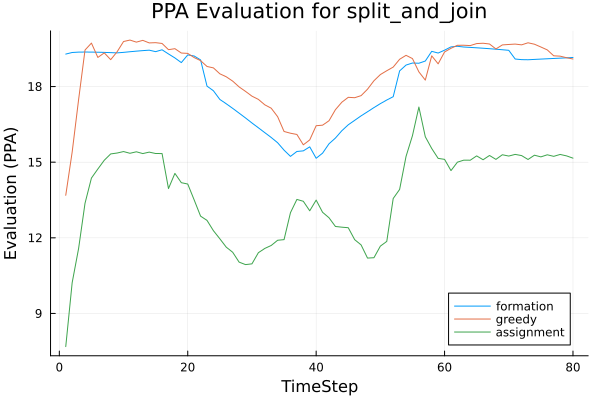 PPA Evaluation for split_and_join
Evaluation (PPA)
18
15
12
9
0
20
40
60
80
TimeStep
formation
greedy
assignment